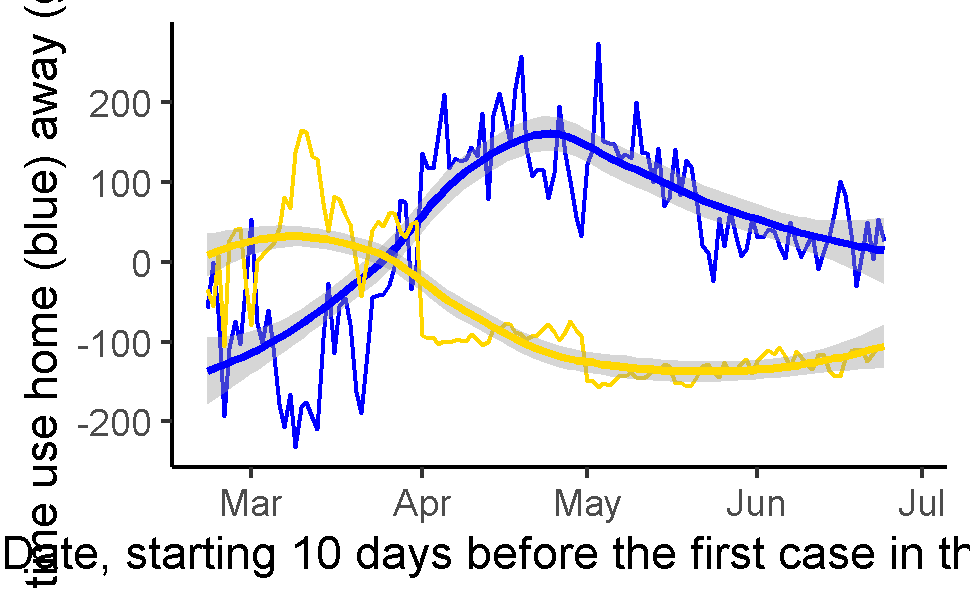 time use home (blue) away (
200
100
0
-100
-200
Mar Apr May Jun Jul
Date, starting 10 days before the first case in th